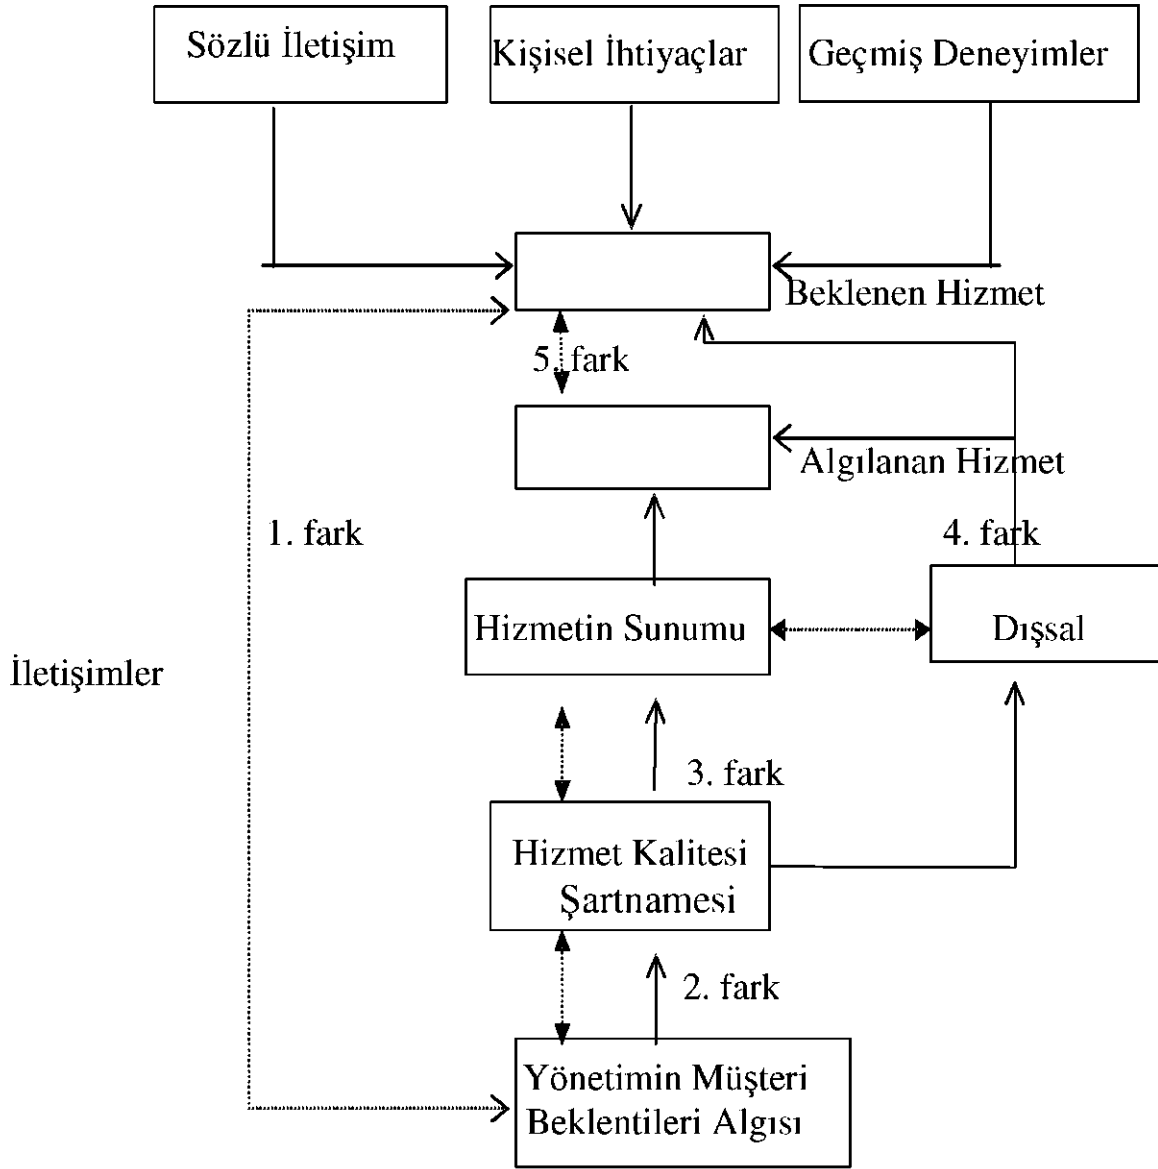 Sözlü İletişim
Kişisel İhtiyaçlar
Geçmiş Deneyimler
Beklenen Hizmet
5. fark
Algılanan Hizmet
1. fark
4. fark
Hizmetin Sunumu
Dışsal
İletişimler
3. fark
Hizmet Kalitesi
Şartnamesi
2. fark
Yönetimin Müşteri
Beklentileri Algısı